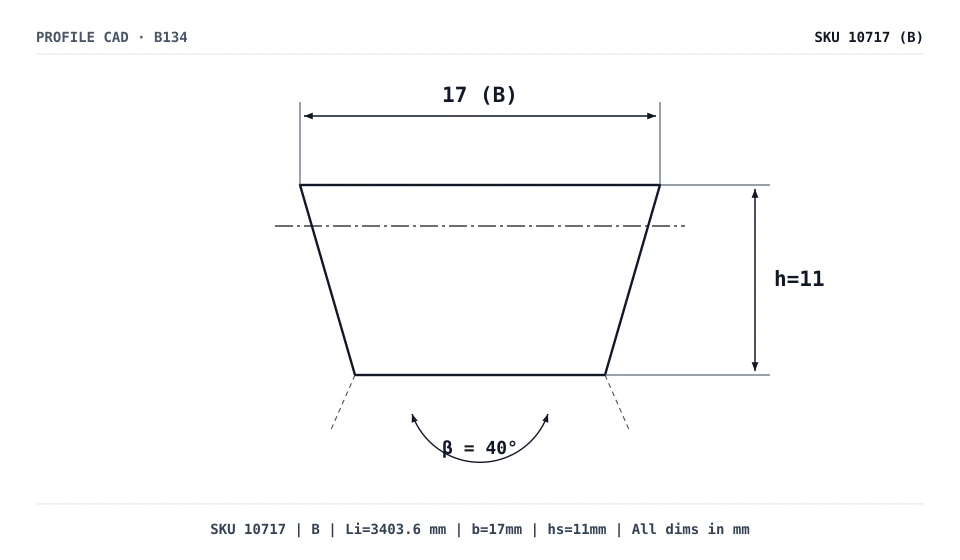 PROFILE CAD · B134
SKU 10717 (B)
17 (B)
h=11
β = 40°
SKU 10717 | B | Li=3403.6 mm | b=17mm | hs=11mm | All dims in mm